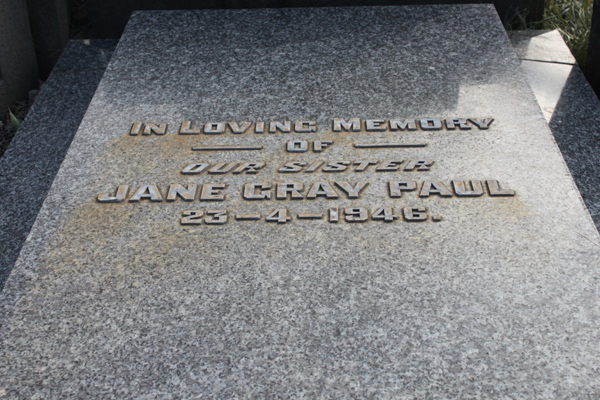 IN LOVING MEMORY
— OF —
OUR SISTER
JANE GRAY PAUL
23-4-1946.